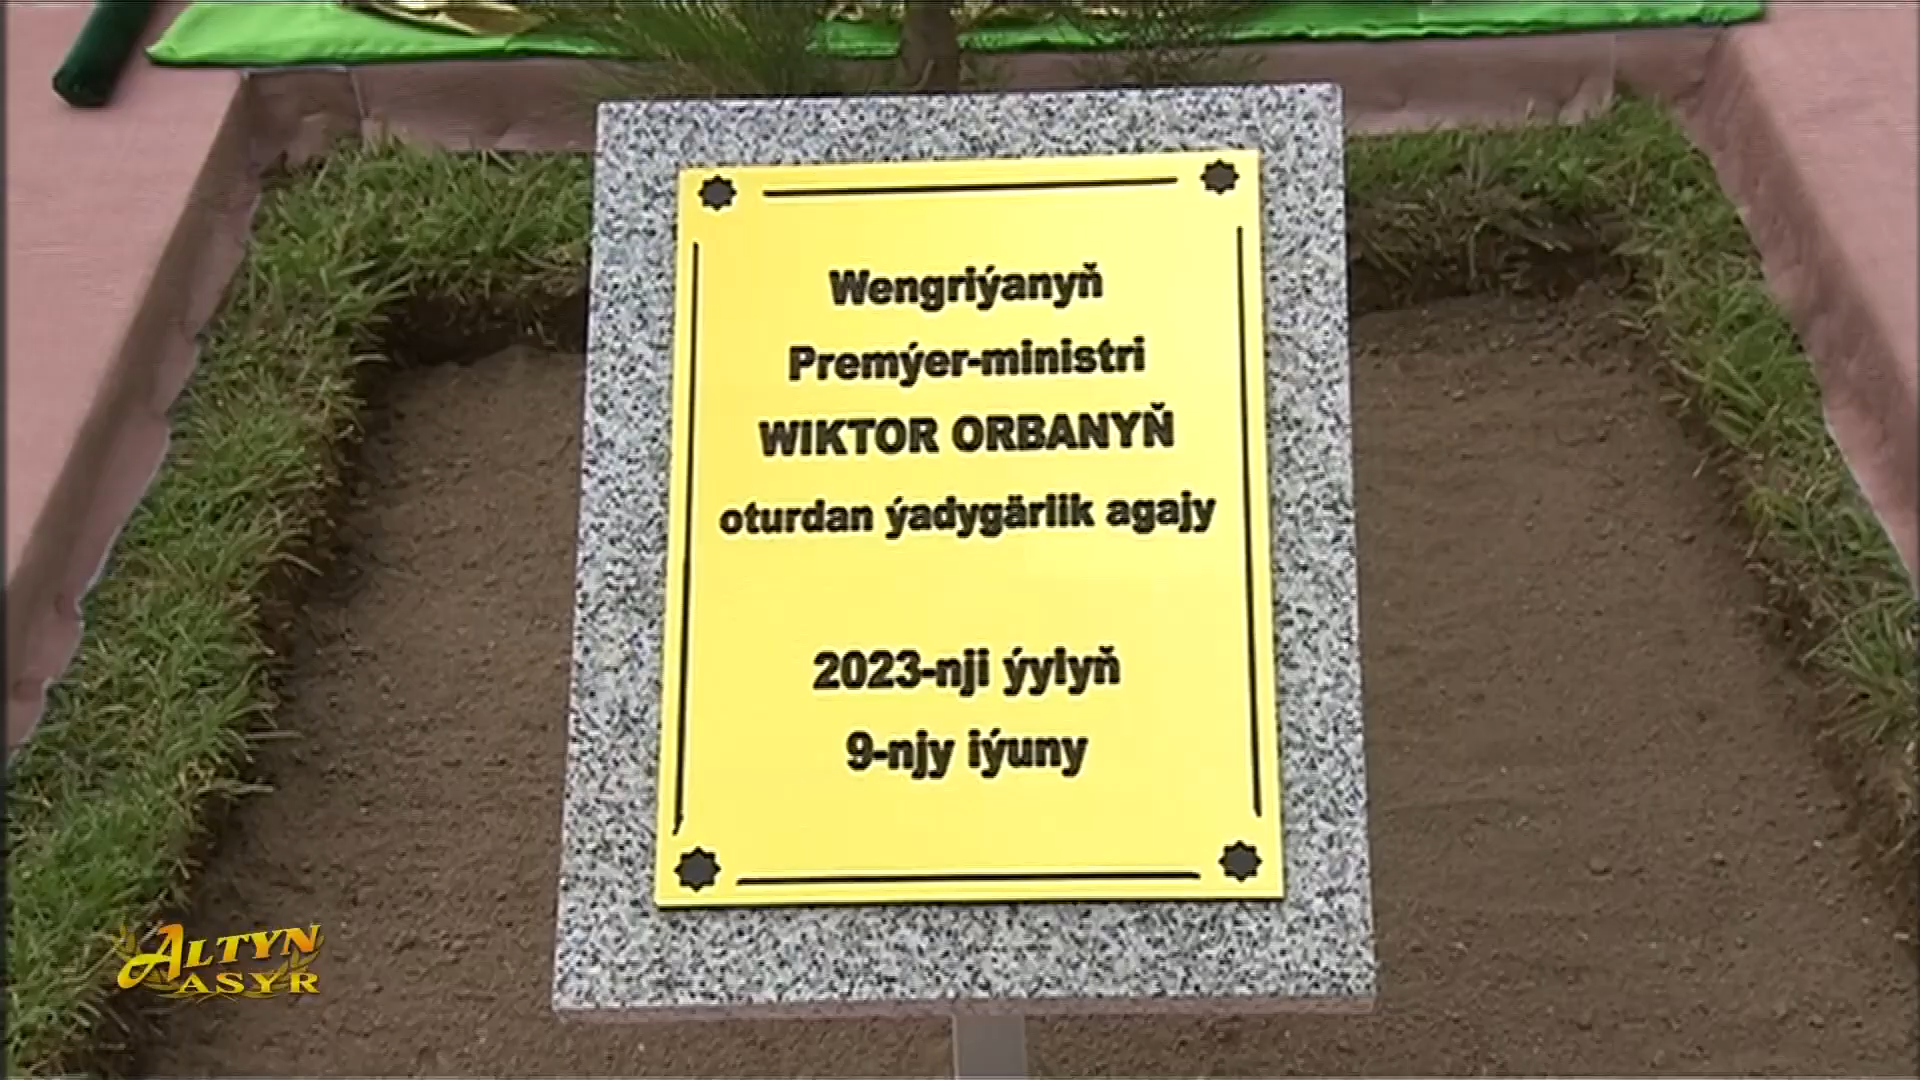 Wengriýanyň
Premýer-ministri
WIKTOR ORBANYŇ
oturdan ýadygärlik agajy
2023-nji ýylyň
9-njy iýuny
ALTYN
ASYR